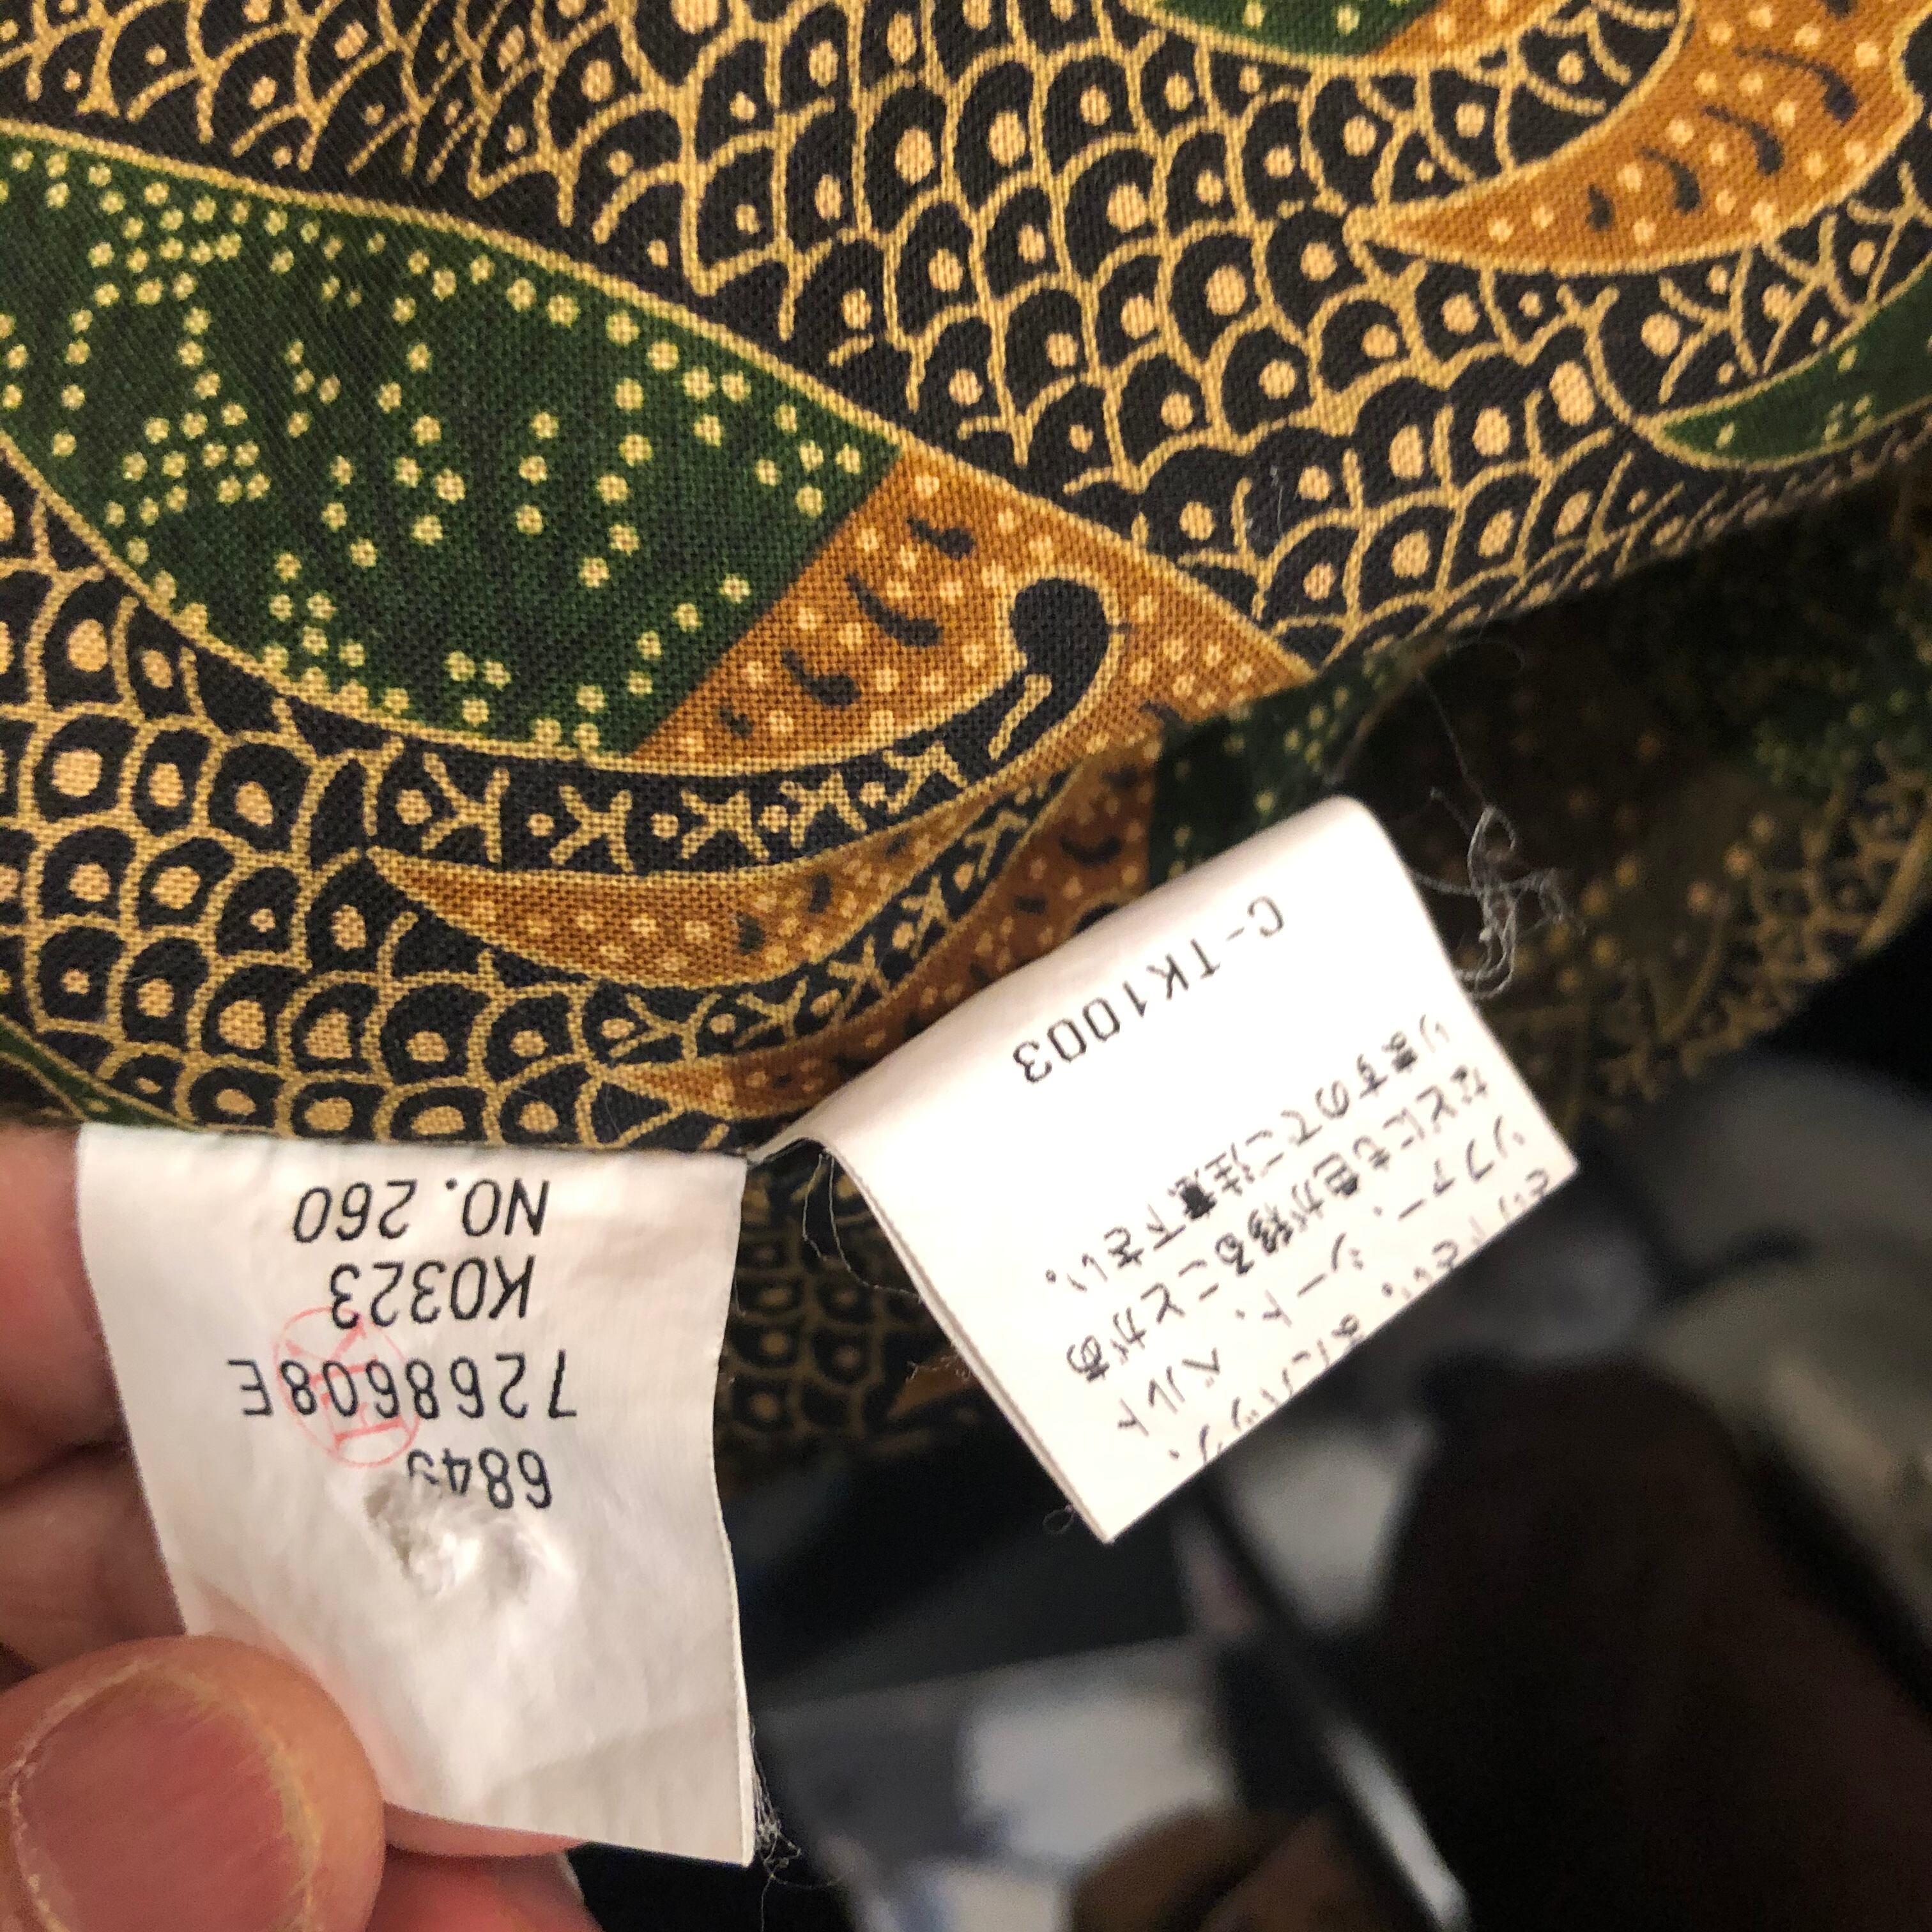 NO.260
K0323
7268608E
ソファー、シート、ベルト
などにも色が移ることがあ
りますのでご注意下さい。
C-TK1003